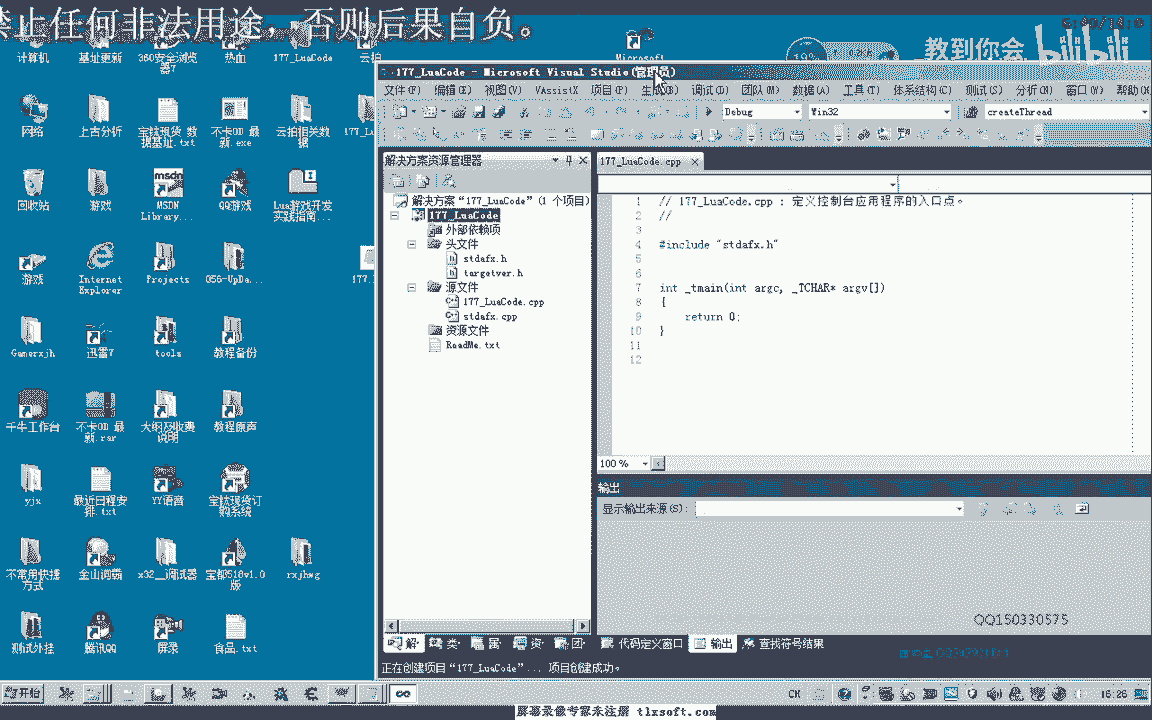 禁止任何非法用途，否则后果自负。
教到你会 bilibili
19%
计算机
基址更新
360安全浏览器7
热血
177_LuaCode
云拍
Microsoft
网络
上古分析
宝钛现货 数据基址.txt
不卡OD 最新.exe
云拍相关数据
177_Lu
回收站
游戏
MSDN Library...
QQ游戏
Lua游戏开发实践指南...
游戏
Internet Explorer
Projects
056-UpDa...
177_
Gamerxjh
迅雷7
tools
教程备份
千牛工作台
不卡OD 最新.rar
大纲及收费说明
教程原声
yjx
最近日程安排.txt
YY语音
宝钛现货订购系统
不常用快捷方式
金山词霸
x32_调试器
宝都518v1.0版
rxjhwg
测试外挂
腾讯QQ
屏录
食品.txt
177_LuaCode - Microsoft Visual Studio(管理员)
文件(F) 编辑(E) 视图(V) VAssistX 项目(P) 生成(B) 调试(D) 团队(M) 数据(A) 工具(T) 体系结构(C) 测试(S) 分析(N) 窗口(W) 帮助(H)
Debug Win32 createThread
解决方案资源管理器
解决方案“177_LuaCode”(1 个项目)
177_LuaCode
外部依赖项
头文件
stdafx.h
targetver.h
源文件
177_LuaCode.cpp
stdafx.cpp
资源文件
ReadMe.txt
177_LuaCode.cpp
1 // 177_LuaCode.cpp : 定义控制台应用程序的入口点。
2 //
3
4 #include "stdafx.h"
5
6
7 int _tmain(int argc, _TCHAR* argv[])
8 {
9 return 0;
10 }
11
12
100 %
输出
显示输出来源(S):
QQ150330575
解· 类· 属· 资· 团· 代码定义窗口 输出 查找符号结果
正在创建项目“177_LuaCode”... 项目创建成功。
开始
CH
16:26
屏幕录像专家未注册 tlxsoft.com